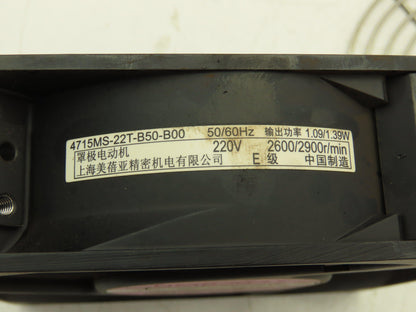 4715MS-22T-B50-B00 50/60Hz 输出功率 1.09/1.39W
罩极电动机 220V 2600/2900r/min
上海美蓓亚精密机电有限公司 E 级 中国制造